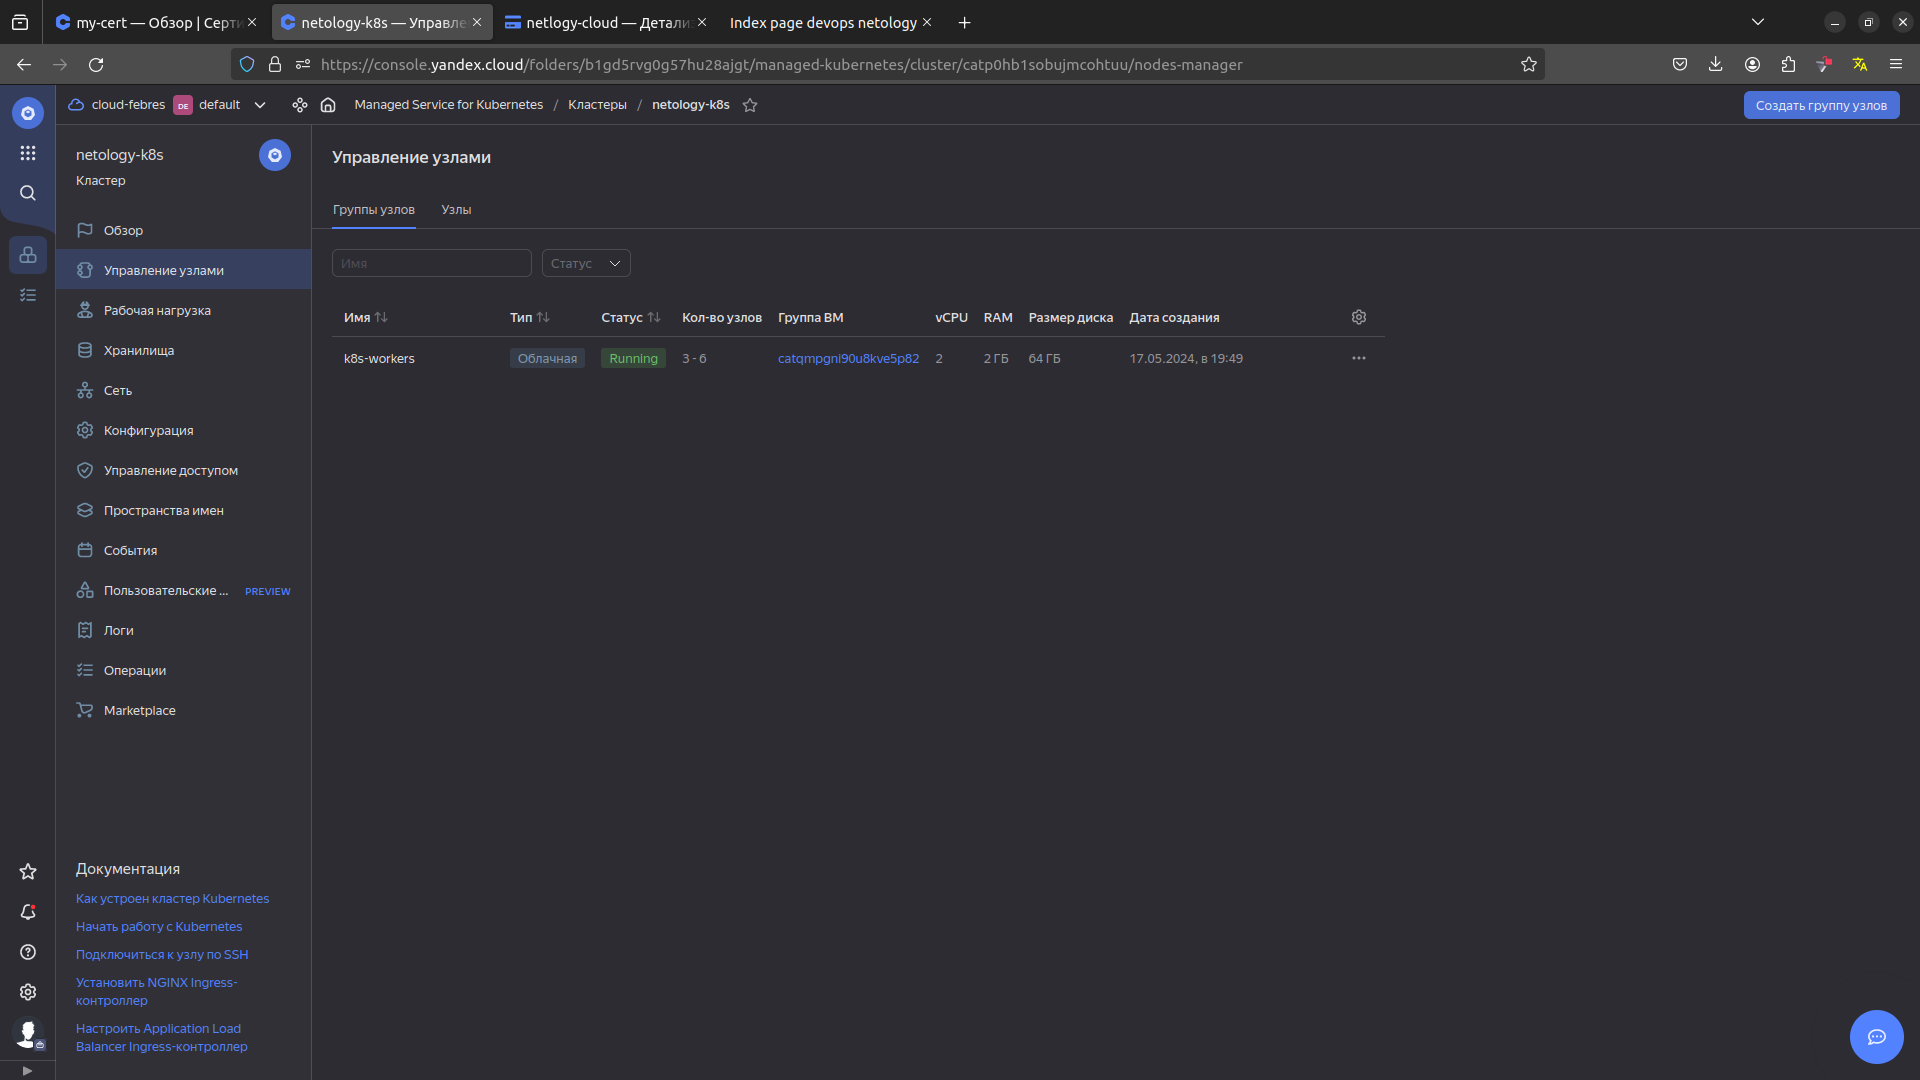 my-cert — Обзор | Серти
netology-k8s — Управле
netlogy-cloud — Детали
Index page devops netology
https://console.yandex.cloud/folders/b1gd5rvg0g57hu28ajgt/managed-kubernetes/cluster/catp0hb1sobujmcohtuu/nodes-manager
cloud-febres DE default
Managed Service for Kubernetes / Кластеры / netology-k8s
Создать группу узлов
netology-k8s
Кластер
Обзор
Управление узлами
Рабочая нагрузка
Хранилища
Сеть
Конфигурация
Управление доступом
Пространства имен
События
Пользовательские ... PREVIEW
Логи
Операции
Marketplace
Документация
Как устроен кластер Kubernetes
Начать работу с Kubernetes
Подключиться к узлу по SSH
Установить NGINX Ingress-
контроллер
Настроить Application Load
Balancer Ingress-контроллер
Управление узлами
Группы узлов Узлы
Имя Статус
Имя Тип Статус Кол-во узлов Группа ВМ vCPU RAM Размер диска Дата создания
k8s-workers Облачная Running 3 - 6 catqmpgni90u8kve5p82 2 2 ГБ 64 ГБ 17.05.2024, в 19:49